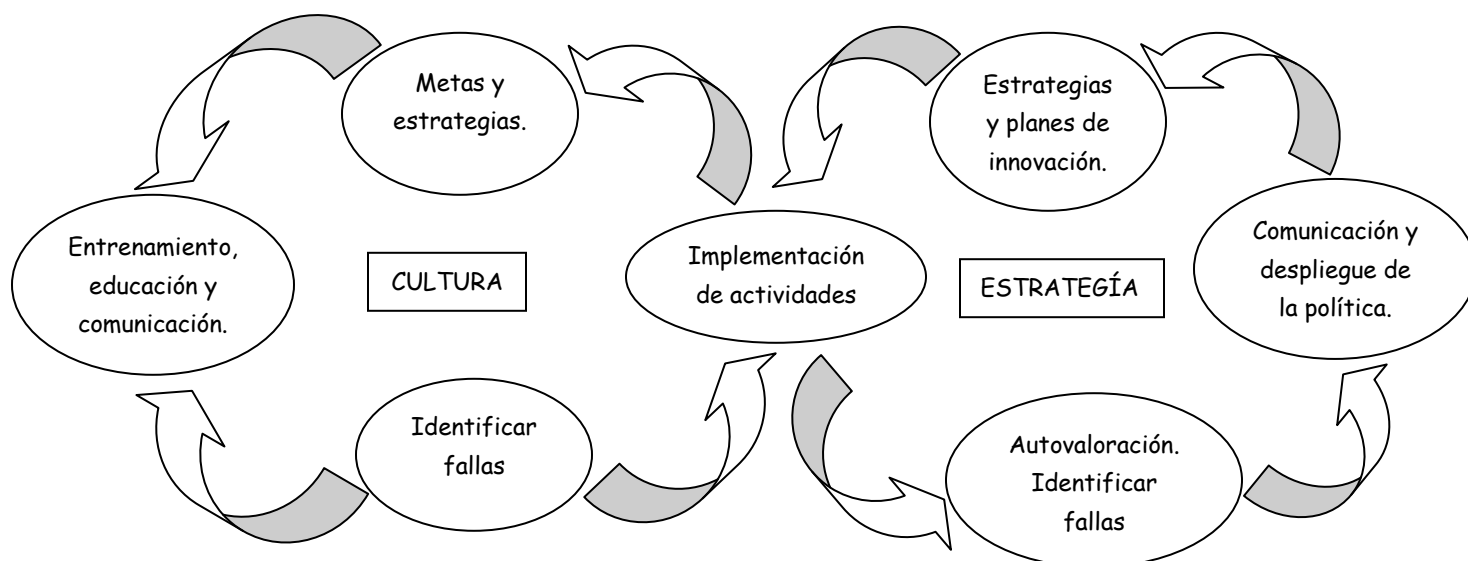 Metas y
estrategias.
Estrategias
y planes de
innovación.
Entrenamiento,
educación y
comunicación.
CULTURA
Implementación
de actividades
ESTRATEGÍA
Comunicación y
despliegue de
la política.
Identificar
fallas
Autovaloración.
Identificar
fallas